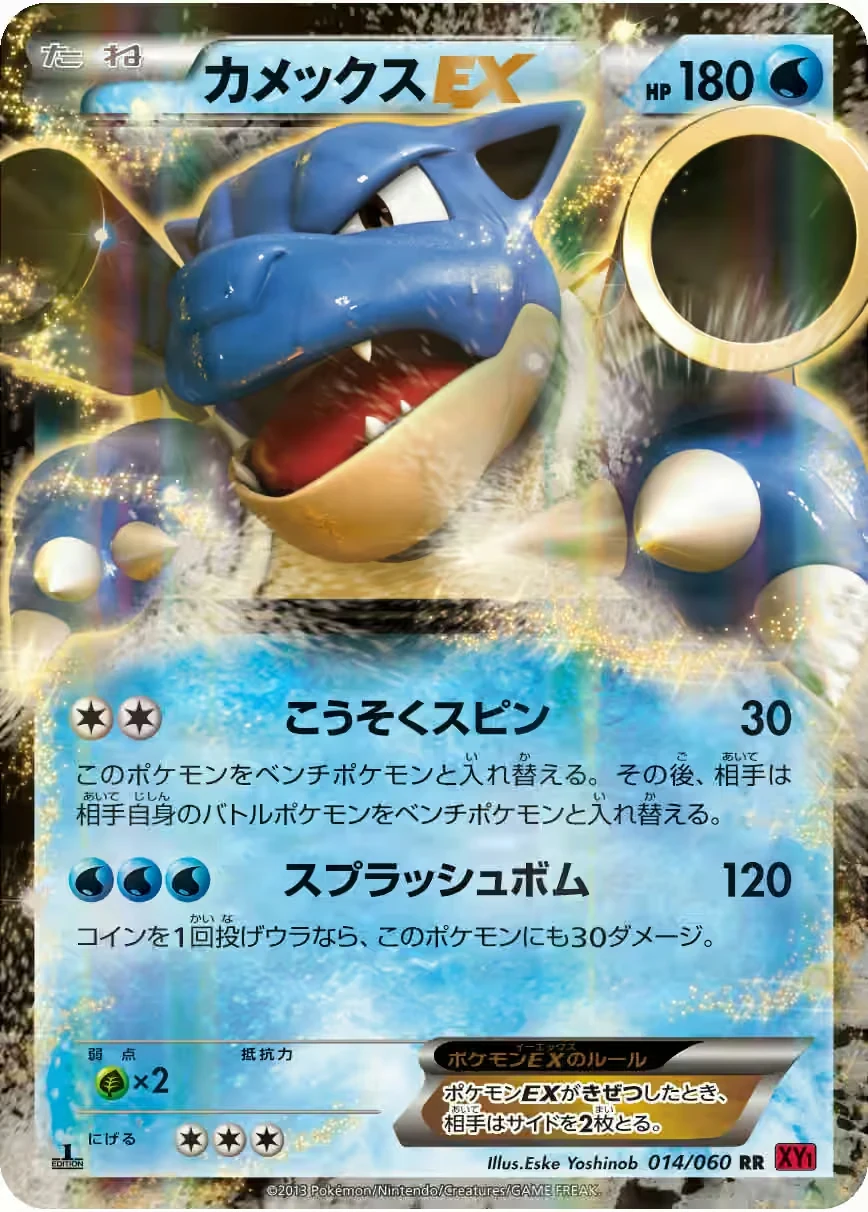 たね
カメックスEX
HP 180
こうそくスピン 30
このポケモンをベンチポケモンと入れ替える。その後、相手は
相手自身のバトルポケモンをベンチポケモンと入れ替える。
スプラッシュボム 120
コインを1回投げウラなら、このポケモンにも30ダメージ。
弱点 抵抗力
×2
ポケモンEXのルール
ポケモンEXがきぜつしたとき、
相手はサイドを2枚とる。
にげる
1 EDITION
Illus.Eske Yoshinob 014/060 RR XY1
©2013 Pokémon/Nintendo/Creatures/GAME FREAK.